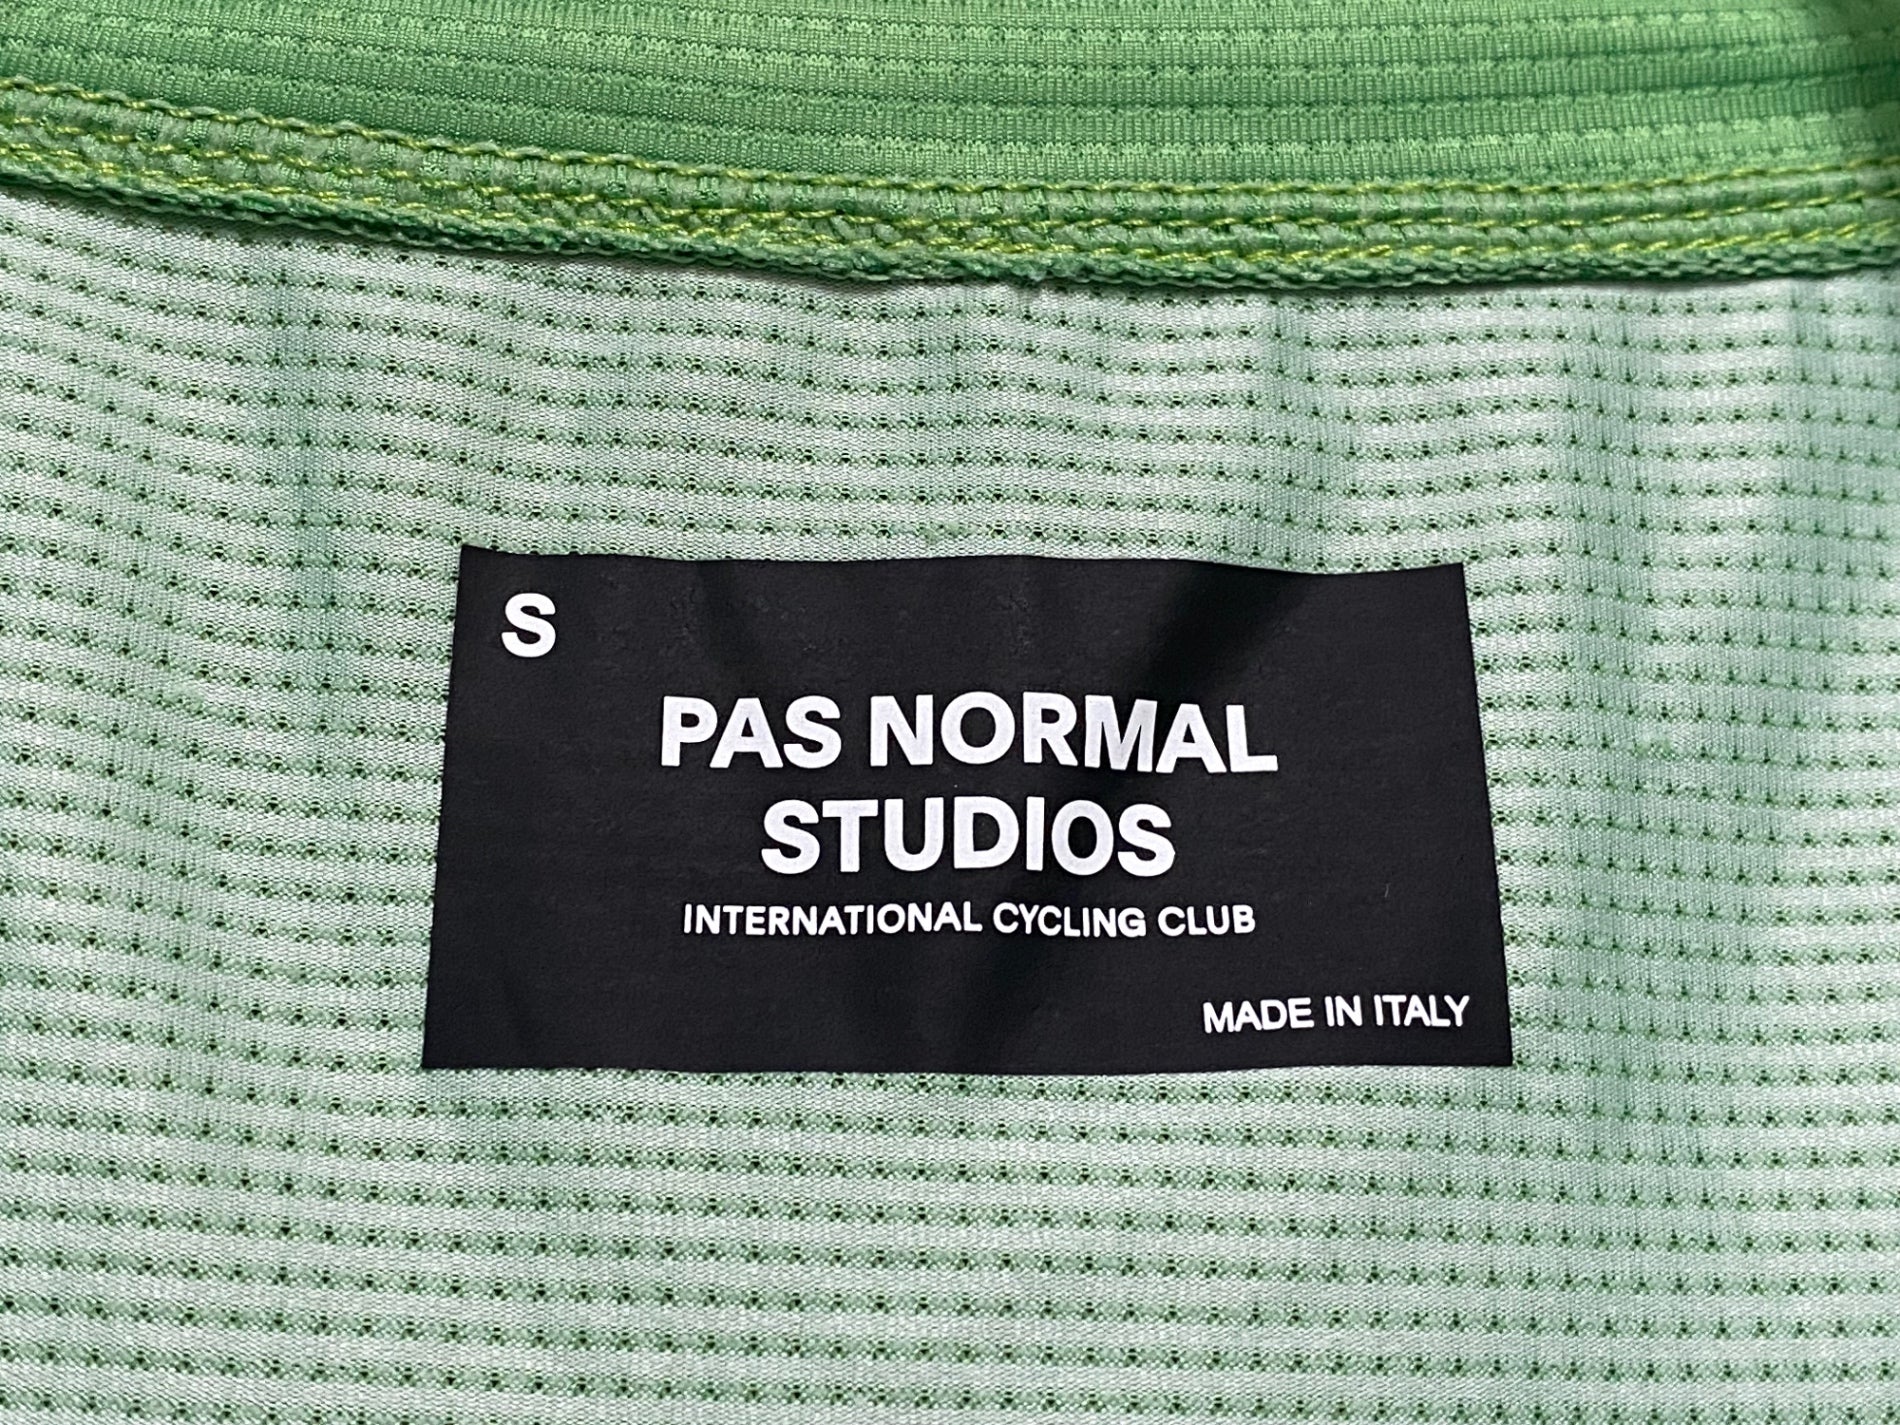 S
PAS NORMAL
STUDIOS
INTERNATIONAL CYCLING CLUB
MADE IN ITALY